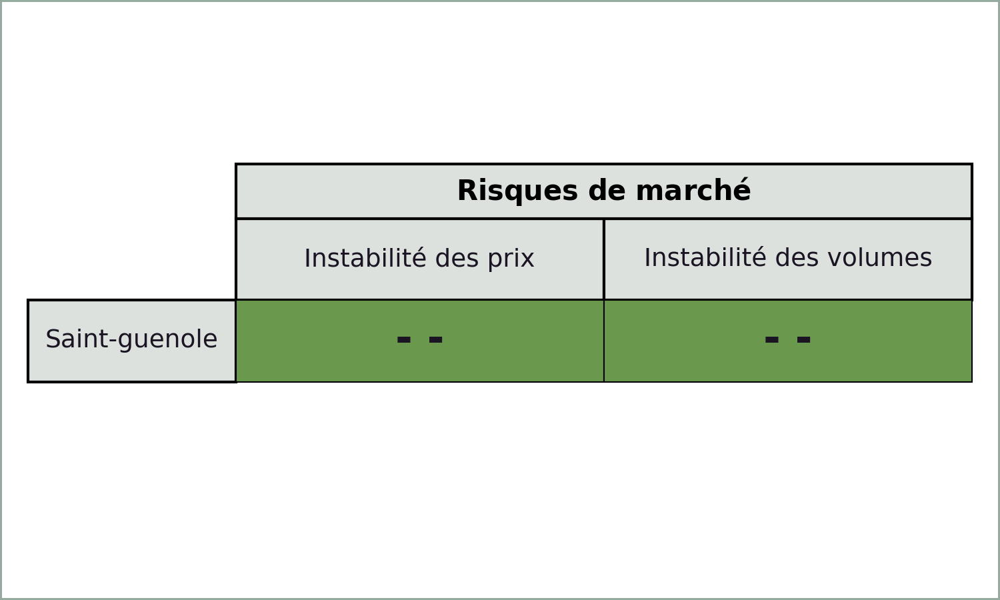 Risques de marché
Instabilité des prix
Instabilité des volumes
Saint-guenole
- -
- -